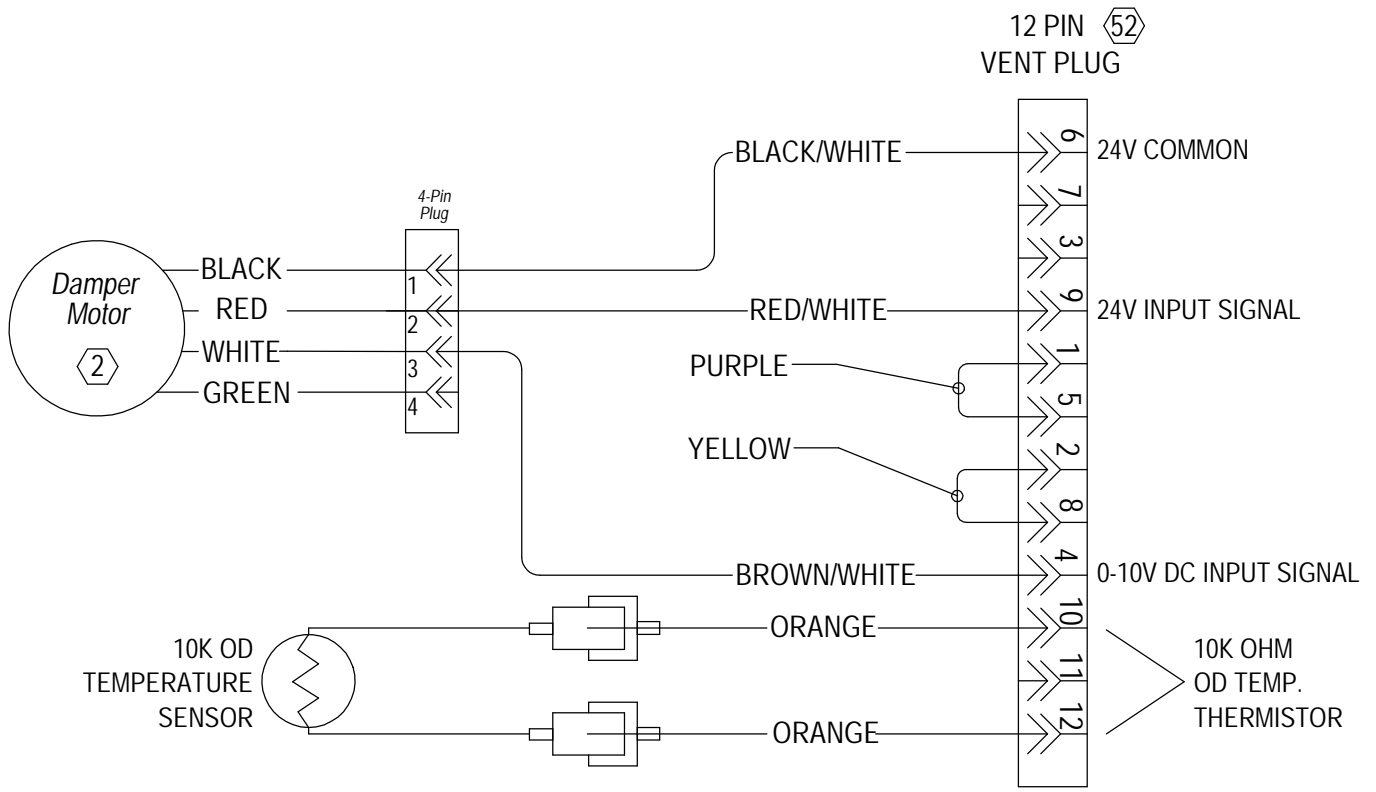 12 PIN 52
VENT PLUG
BLACK/WHITE
6
24V COMMON
7
3
4-Pin
Plug
Damper
Motor
2
BLACK
1
RED
2
RED/WHITE
9
24V INPUT SIGNAL
WHITE
3
GREEN
4
PURPLE
1
5
YELLOW
2
8
BROWN/WHITE
4
0-10V DC INPUT SIGNAL
10K OD
TEMPERATURE
SENSOR
ORANGE
10
11
ORANGE
12
10K OHM
OD TEMP.
THERMISTOR